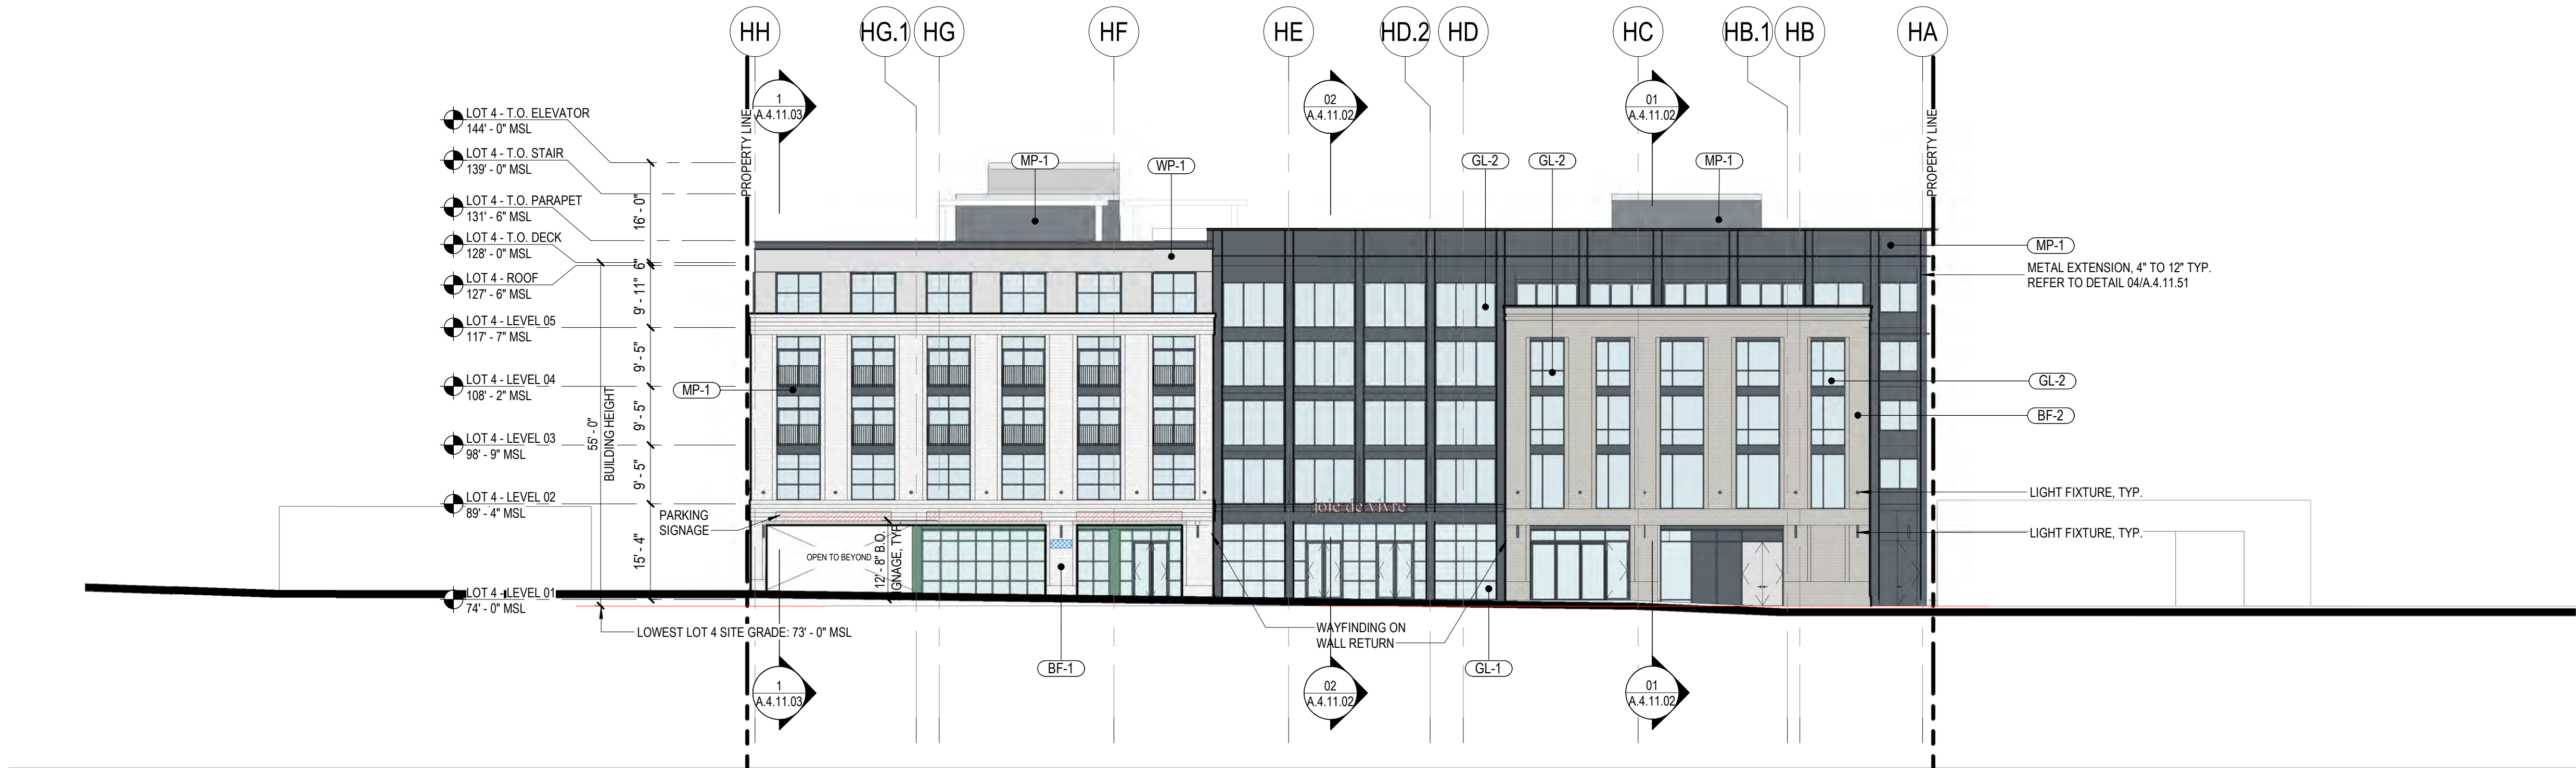 HH
HG.1
HG
HF
HE
HD.2
HD
HC
HB.1
HB
HA
LOT 4 - T.O. ELEVATOR
144' - 0" MSL
LOT 4 - T.O. STAIR
139' - 0" MSL
LOT 4 - T.O. PARAPET
131' - 6" MSL
LOT 4 - T.O. DECK
128' - 0" MSL
LOT 4 - ROOF
127' - 6" MSL
LOT 4 - LEVEL 05
117' - 7" MSL
LOT 4 - LEVEL 04
108' - 2" MSL
LOT 4 - LEVEL 03
98' - 9" MSL
LOT 4 - LEVEL 02
89' - 4" MSL
LOT 4 - LEVEL 01
74' - 0" MSL
55' - 0"
BUILDING HEIGHT
16' - 0"
6"
9' - 11"
9' - 5"
9' - 5"
9' - 5"
15' - 4"
PROPERTY LINE
1
A.4.11.03
02
A.4.11.02
01
A.4.11.02
PROPERTY LINE
MP-1
WP-1
GL-2
GL-2
MP-1
MP-1
METAL EXTENSION, 4" TO 12" TYP.
REFER TO DETAIL 04/A.4.11.51
MP-1
GL-2
BF-2
LIGHT FIXTURE, TYP.
LIGHT FIXTURE, TYP.
joie de vivre
PARKING
SIGNAGE
OPEN TO BEYOND
12' - 8" B.O.
SIGNAGE, TYP.
LOWEST LOT 4 SITE GRADE: 73' - 0" MSL
WAYFINDING ON
WALL RETURN
BF-1
GL-1
1
A.4.11.03
02
A.4.11.02
01
A.4.11.02